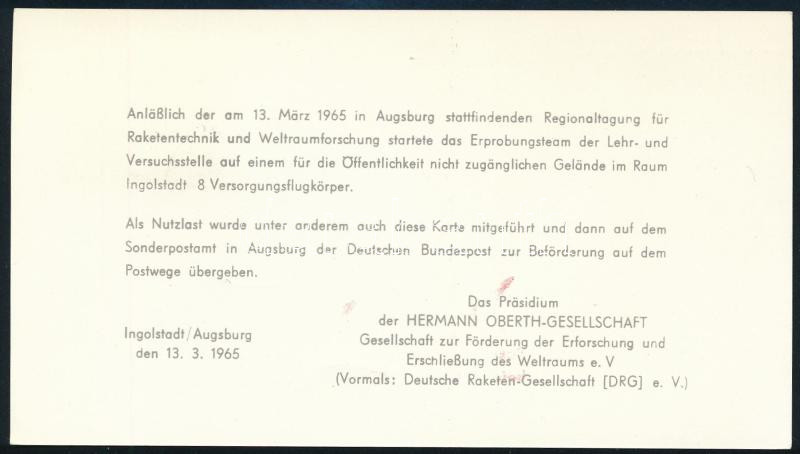 Anläßlich der am 13. März 1965 in Augsburg stattfindenden Regionaltagung für
Raketentechnik und Weltraumforschung startete das Erprobungsteam der Lehr- und
Versuchsstelle auf einem für die Öffentlichkeit nicht zugänglichen Gelände im Raum
Ingolstadt 8 Versorgungsflugkörper.
Als Nutzlast wurde unter anderem auch diese Karte mitgeführt und dann auf dem
Sonderpostamt in Augsburg der Deutschen Bundespost zur Beförderung auf dem
Postwege übergeben.
Ingolstadt/Augsburg
den 13. 3. 1965
Das Präsidium
der HERMANN OBERTH-GESELLSCHAFT
Gesellschaft zur Förderung der Erforschung und
Erschließung des Weltraums e. V
(Vormals: Deutsche Raketen-Gesellschaft [DRG] e. V.)